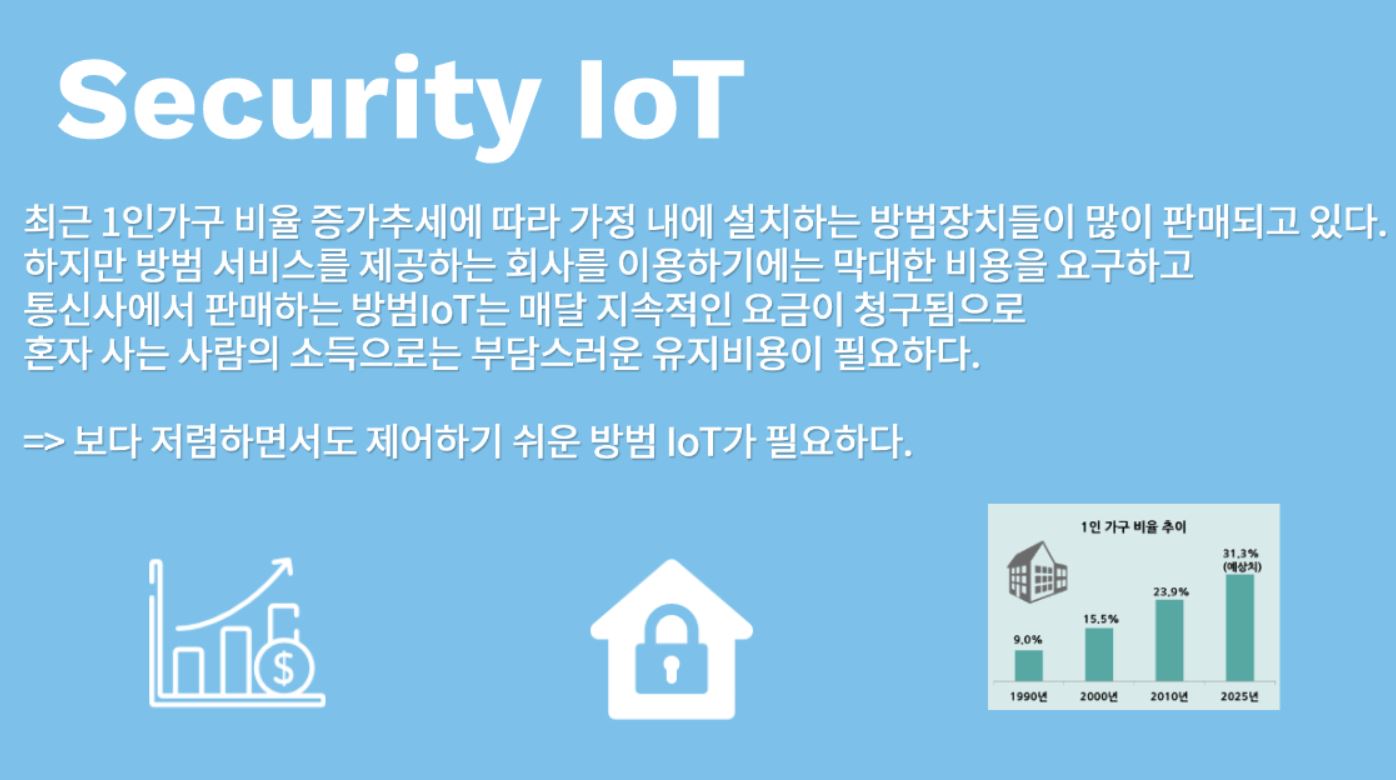 Security IoT
최근 1인가구 비율 증가추세에 따라 가정 내에 설치하는 방범장치들이 많이 판매되고 있다.
하지만 방범 서비스를 제공하는 회사를 이용하기에는 막대한 비용을 요구하고
통신사에서 판매하는 방범IoT는 매달 지속적인 요금이 청구됨으로
혼자 사는 사람의 소득으로는 부담스러운 유지비용이 필요하다.
=> 보다 저렴하면서도 제어하기 쉬운 방범 IoT가 필요하다.
$
1인 가구 비율 추이
9.0%
15.5%
23.9%
31.3%
(예상치)
1990년 2000년 2010년 2025년